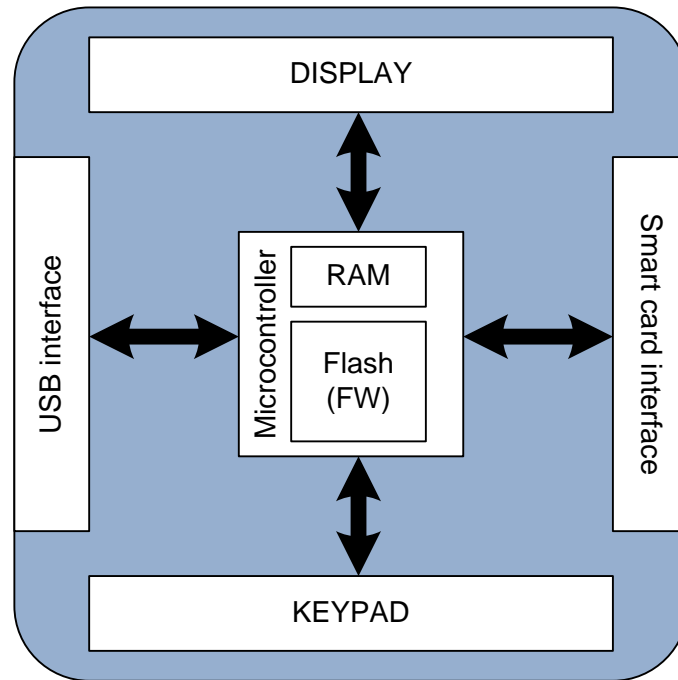 DISPLAY
USB interface
Microcontroller
RAM
Flash
(FW)
Smart card interface
KEYPAD